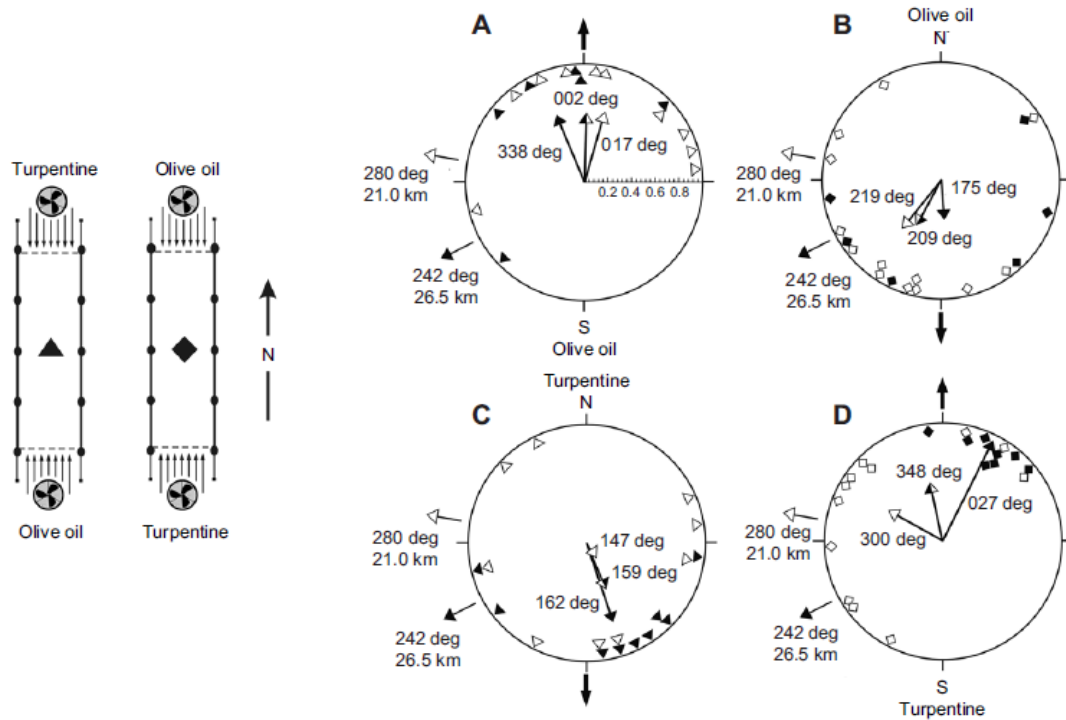 Turpentine
Olive oil
N
Olive oil
Turpentine
A
002 deg
338 deg
017 deg
0.2 0.4 0.6 0.8
280 deg
21.0 km
242 deg
26.5 km
S
Olive oil
B
Olive oil
N
280 deg
21.0 km
175 deg
219 deg
209 deg
242 deg
26.5 km
C
Turpentine
N
280 deg
21.0 km
147 deg
159 deg
162 deg
242 deg
26.5 km
D
348 deg
027 deg
300 deg
280 deg
21.0 km
242 deg
26.5 km
S
Turpentine